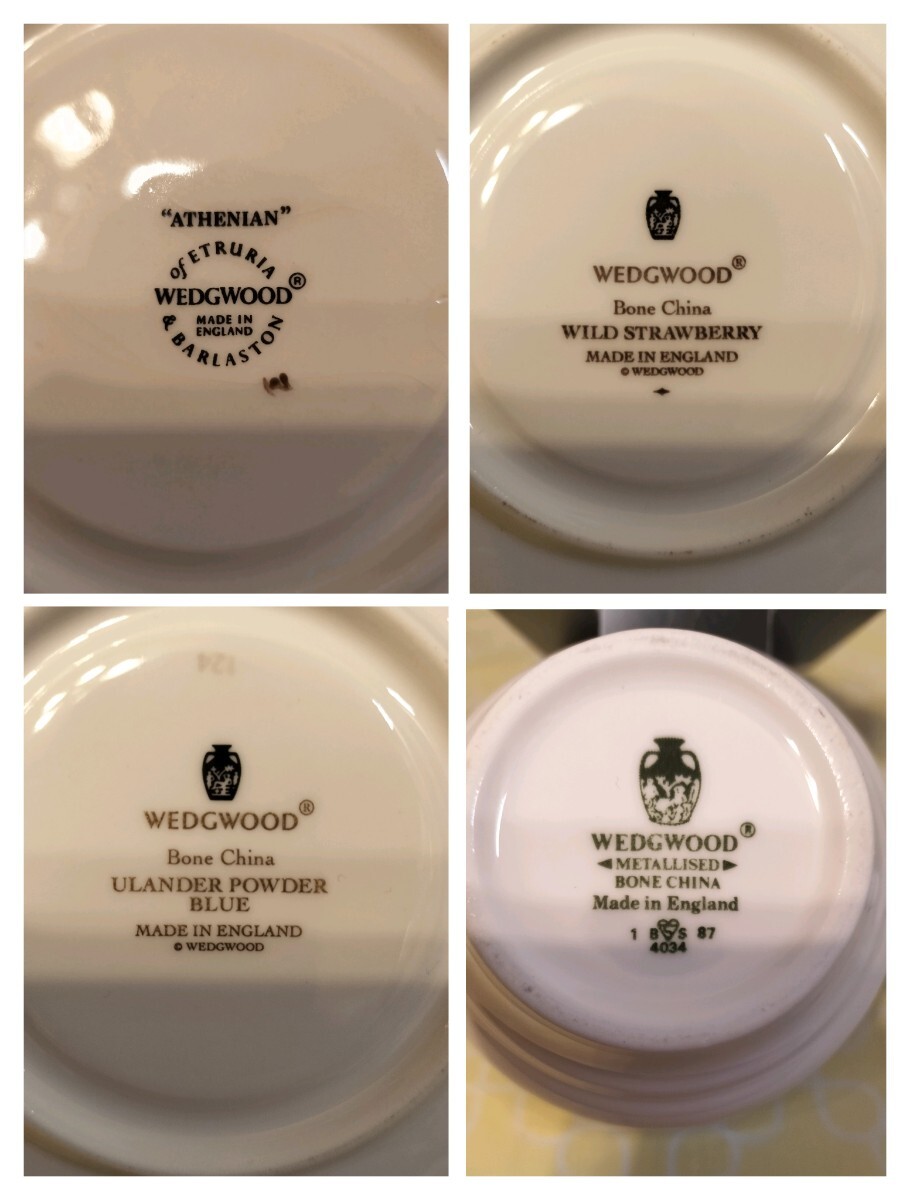 “ATHENIAN”
of ETRURIA
WEDGWOOD®
MADE IN
ENGLAND
& BARLASTON
WEDGWOOD®
Bone China
WILD STRAWBERRY
MADE IN ENGLAND
© WEDGWOOD
WEDGWOOD®
Bone China
ULANDER POWDER
BLUE
MADE IN ENGLAND
© WEDGWOOD
WEDGWOOD®
METALLISED
BONE CHINA
Made in England
1 B S 87
4034